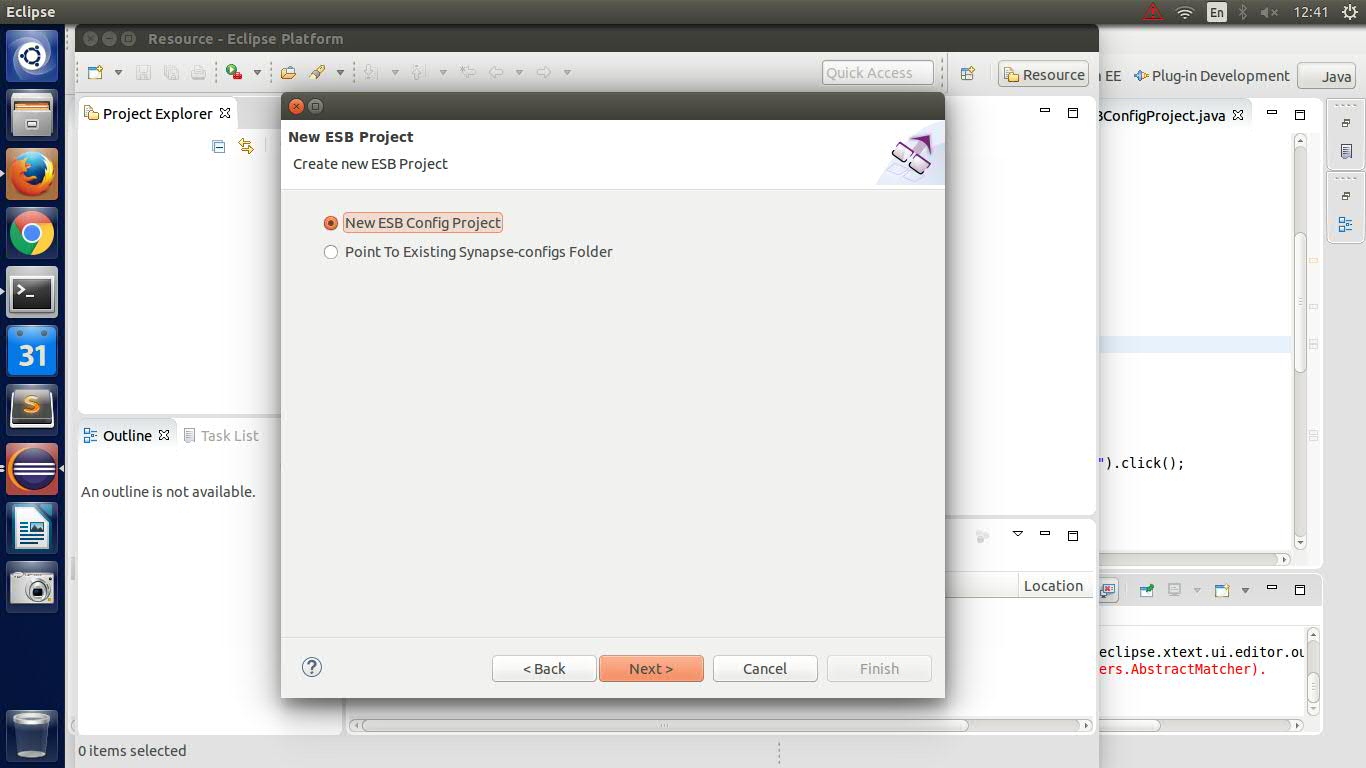 Eclipse
En
12:41
Resource - Eclipse Platform
Quick Access
Resource
EE
Plug-in Development
Java
Project Explorer
BConfigProject.java
New ESB Project
Create new ESB Project
New ESB Config Project
Point To Existing Synapse-configs Folder
31
S
Outline
Task List
").click();
An outline is not available.
Location
eclipse.xtext.ui.editor.ou
ers.AbstractMatcher).
?
< Back
Next >
Cancel
Finish
0 items selected